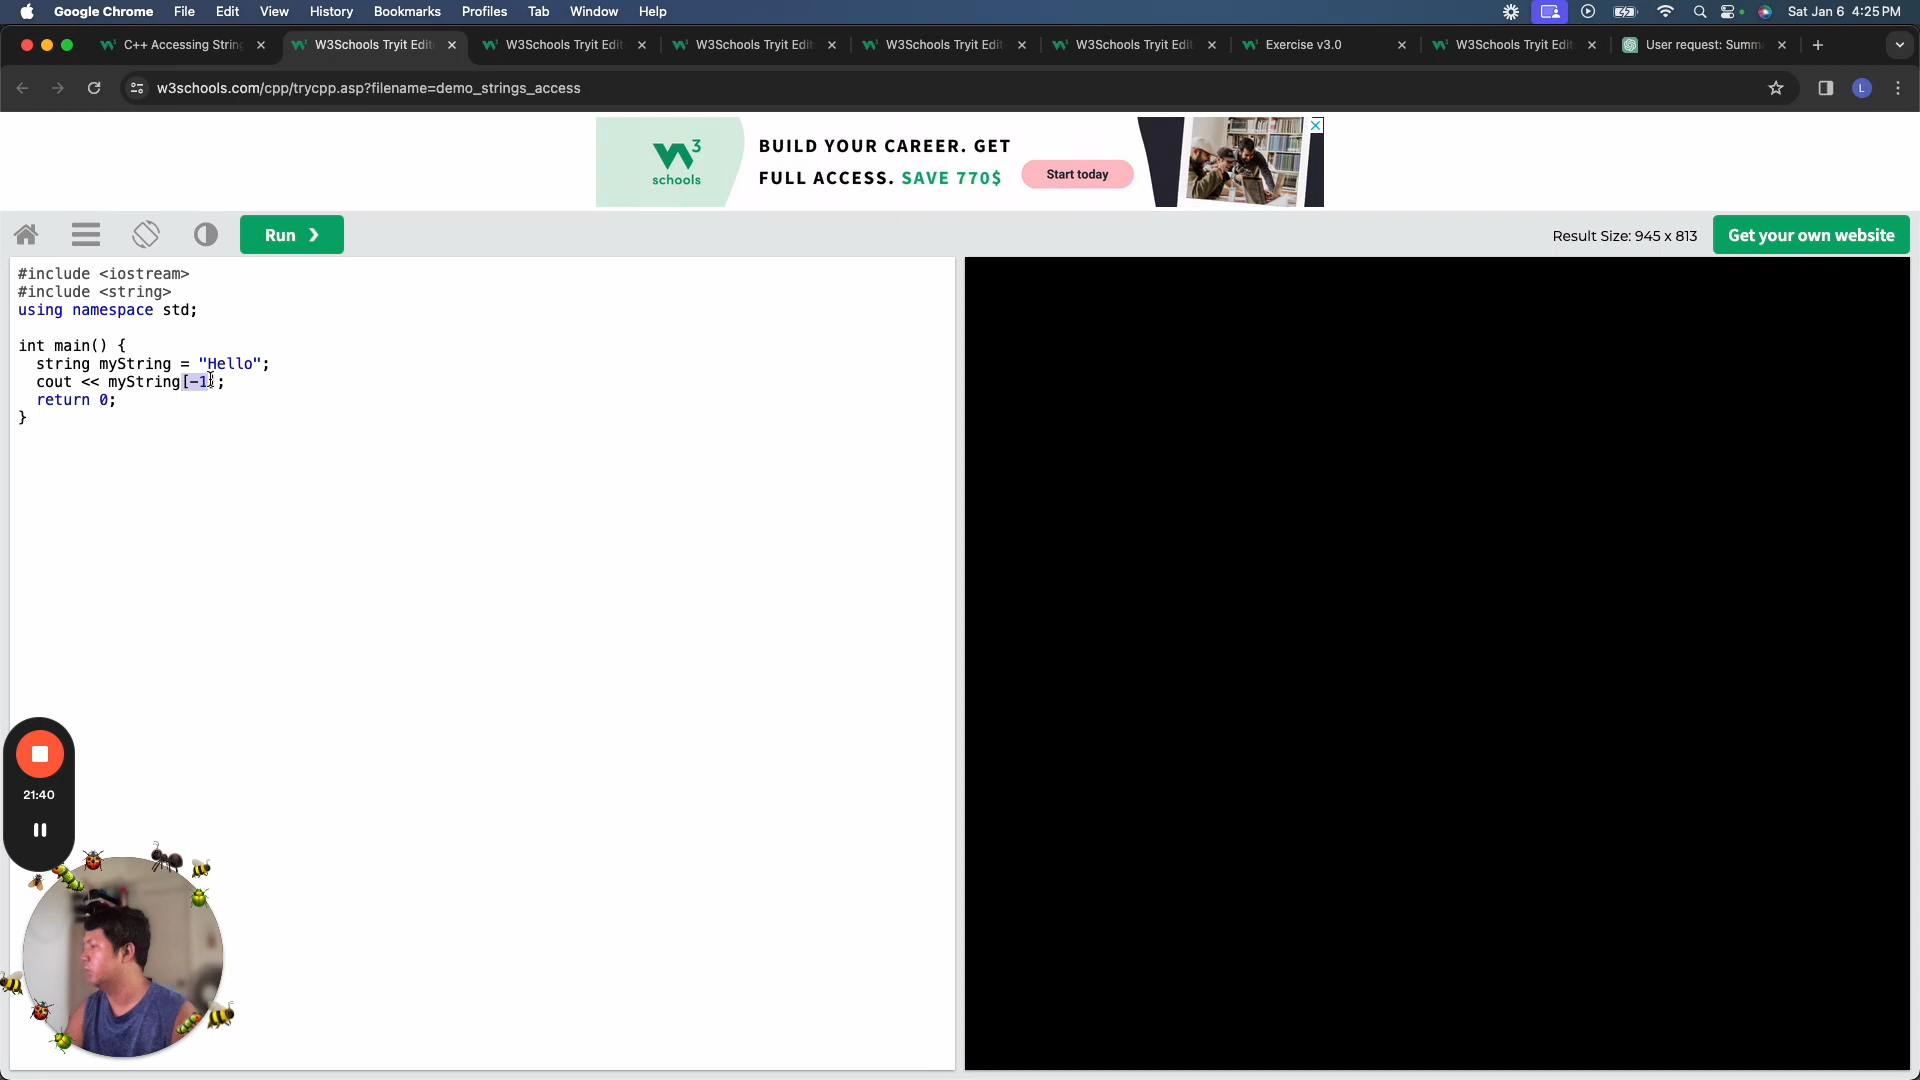 Google Chrome File Edit View History Bookmarks Profiles Tab Window Help Sat Jan 6 4:25 PM
C++ Accessing String W3Schools Tryit Edit W3Schools Tryit Edit W3Schools Tryit Edit W3Schools Tryit Edit W3Schools Tryit Edit Exercise v3.0 W3Schools Tryit Edit User request: Summ
w3schools.com/cpp/trycpp.asp?filename=demo_strings_access L
3
schools
BUILD YOUR CAREER. GET
FULL ACCESS. SAVE 770$
Start today
Run ❯ Result Size: 945 x 813 Get your own website
#include <iostream>
#include <string>
using namespace std;
int main() {
string myString = "Hello";
cout << myString[-1];
return 0;
}
21:40